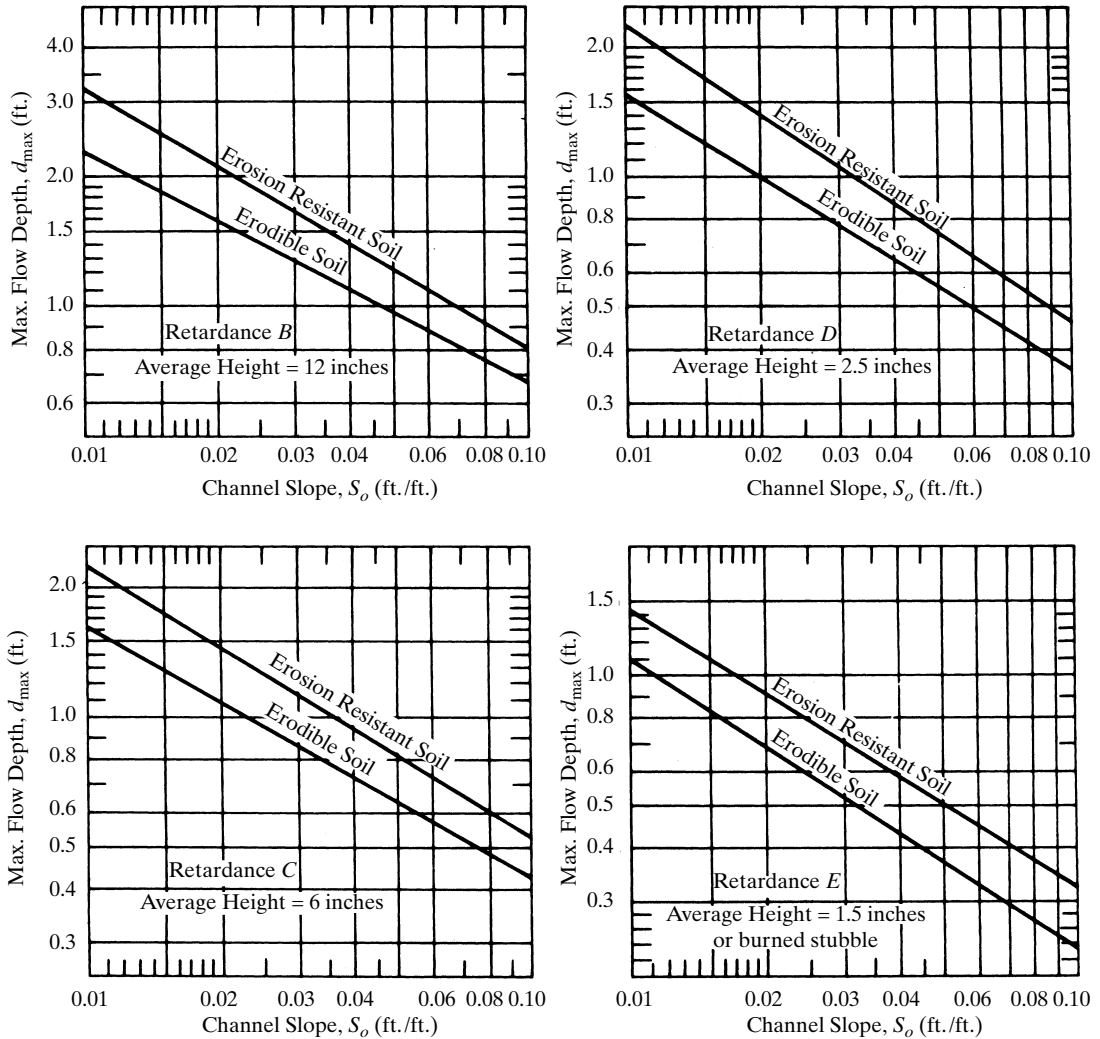 Max. Flow Depth, d_max (ft.)
4.0
3.0
2.0
1.5
1.0
0.8
0.6
Erosion Resistant Soil
Erodible Soil
Retardance B
Average Height = 12 inches
0.01 0.02 0.03 0.04 0.06 0.08 0.10
Channel Slope, S_o (ft./ft.)
Max. Flow Depth, d_max (ft.)
2.0
1.5
1.0
0.8
0.6
0.5
0.4
0.3
Erosion Resistant Soil
Erodible Soil
Retardance D
Average Height = 2.5 inches
0.01 0.02 0.03 0.04 0.06 0.08 0.10
Channel Slope, S_o (ft./ft.)
Max. Flow Depth, d_max (ft.)
2.0
1.5
1.0
0.8
0.6
0.5
0.4
0.3
Erosion Resistant Soil
Erodible Soil
Retardance C
Average Height = 6 inches
0.01 0.02 0.03 0.04 0.06 0.08 0.10
Channel Slope, S_o (ft./ft.)
Max. Flow Depth, d_max (ft.)
1.5
1.0
0.8
0.6
0.5
0.4
0.3
Erosion Resistant Soil
Erodible Soil
Retardance E
Average Height = 1.5 inches
or burned stubble
0.01 0.02 0.03 0.04 0.06 0.08 0.10
Channel Slope, S_o (ft./ft.)